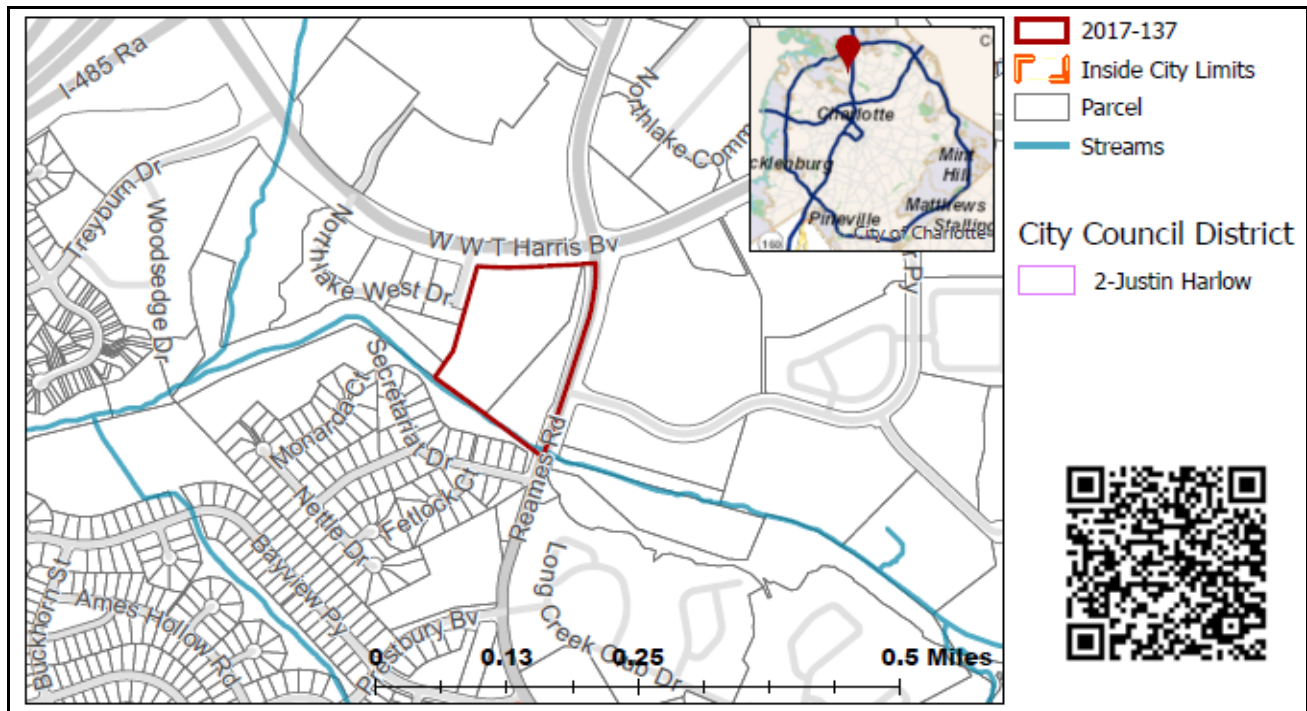 I-485 Ra
Treyburn Dr
Woodsedge Dr
Northlake West Dr
W W T Harris Bv
Northlake Comm
Py
Monarda Ct
Secretariat Dr
Nettle Dr
Fetlock Ct
Reames Rd
Bayview Py
Buckhorn St
Ames Hollow Rd
Prestbury Bv
Long Creek Club Dr
0 0.13 0.25 0.5 Miles
C
Charlotte
cklenburg
Mint
Hill
Matthews
Stalling
Pineville
City of Charlotte
160
2017-137
Inside City Limits
Parcel
Streams
City Council District
2-Justin Harlow